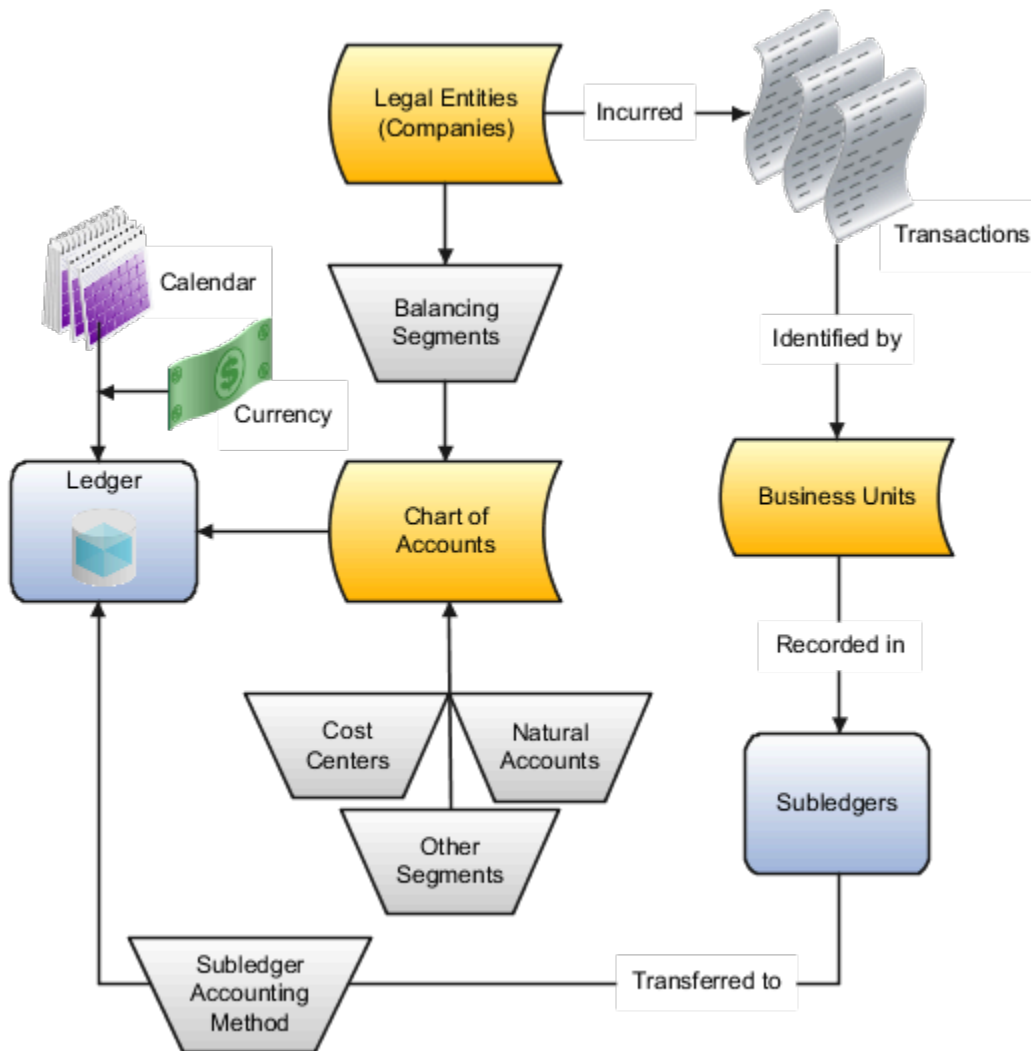 Legal Entities
(Companies)
Incurred
Transactions
Calendar
Balancing
Segments
Identified by
Currency
Ledger
Chart of
Accounts
Business Units
Recorded in
Cost
Centers
Natural
Accounts
Subledgers
Other
Segments
Subledger
Accounting
Method
Transferred to